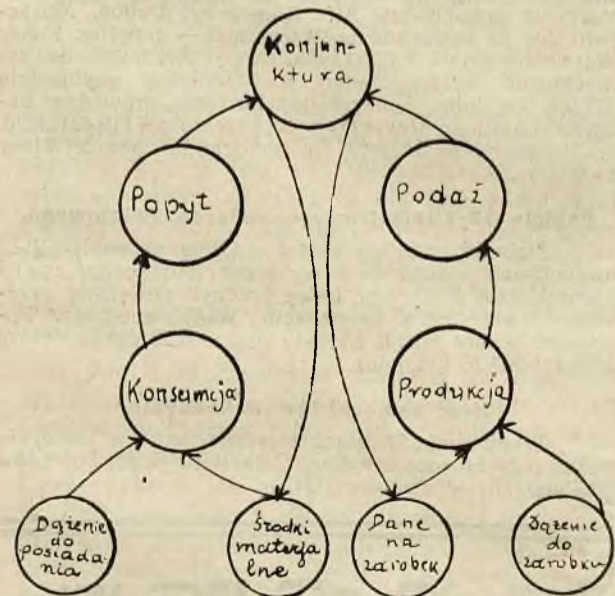 Konjun-
ktura
Popyt
Podaż
Konsumcja
Produkcja
Dążenie
do
posiada-
nia
Środki
materja-
lne
Dane
na
zarobek
Dążenie
do
zarobku